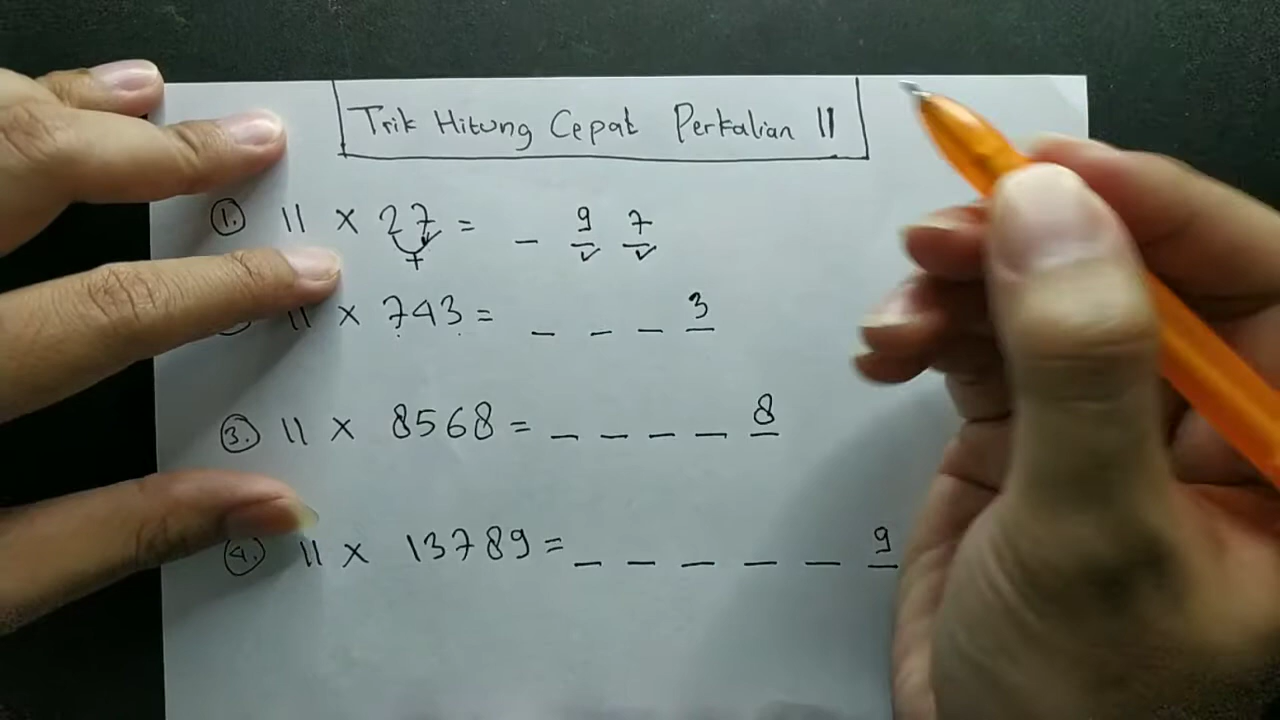 Trik Hitung Cepat Perkalian 11
1. 11 × 27 = _ 9 7
+
11 × 743 = _ _ _ 3
3. 11 × 8568 = _ _ _ _ 8
4. 11 × 13789 = _ _ _ _ _ 9